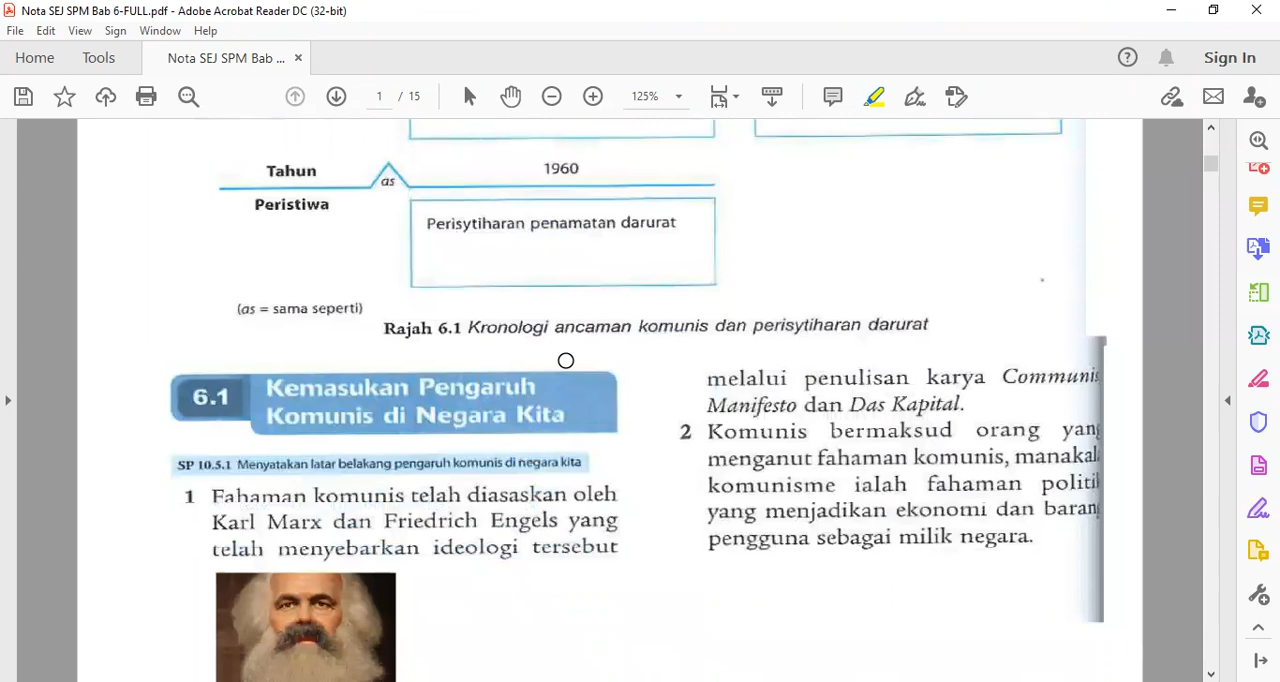 Nota SEJ SPM Bab 6-FULL.pdf - Adobe Acrobat Reader DC (32-bit)
File Edit View Sign Window Help
Home Tools Nota SEJ SPM Bab ... × Sign In
1 / 15 125%
Tahun as 1960
Peristiwa
Perisytiharan penamatan darurat
(as = sama seperti)
Rajah 6.1 Kronologi ancaman komunis dan perisytiharan darurat
6.1 Kemasukan Pengaruh
Komunis di Negara Kita
SP 10.5.1 Menyatakan latar belakang pengaruh komunis di negara kita
1 Fahaman komunis telah diasaskan oleh
Karl Marx dan Friedrich Engels yang
telah menyebarkan ideologi tersebut
melalui penulisan karya Communis
Manifesto dan Das Kapital.
2 Komunis bermaksud orang yang
menganut fahaman komunis, manakal
komunisme ialah fahaman politi
yang menjadikan ekonomi dan baran
pengguna sebagai milik negara.